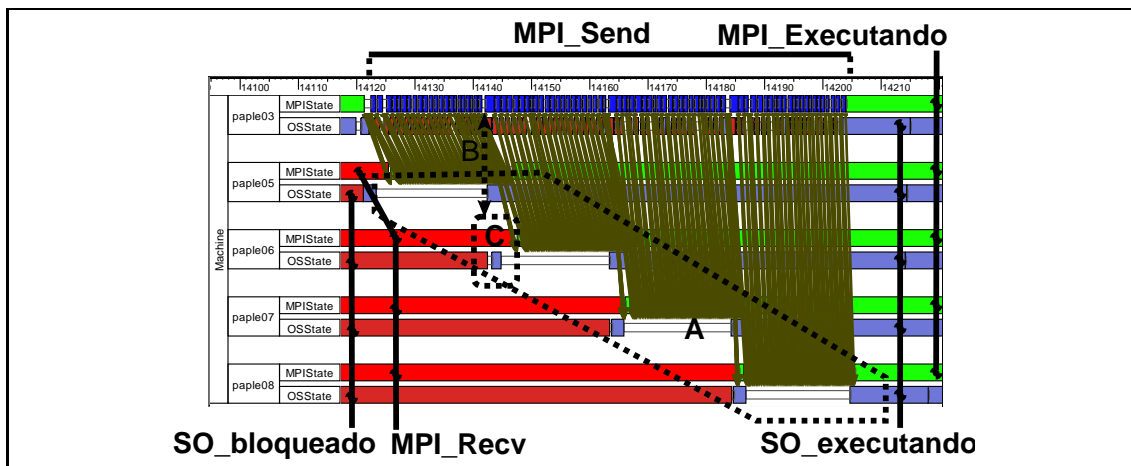 MPI_Send MPI_Executando
14100 14110 14120 14130 14140 14150 14160 14170 14180 14190 14200 14210
Machine
paple03 MPIState
OSState
B
paple05 MPIState
OSState
C
paple06 MPIState
OSState
paple07 MPIState
OSState
A
paple08 MPIState
OSState
SO_bloqueado MPI_Recv SO_executando